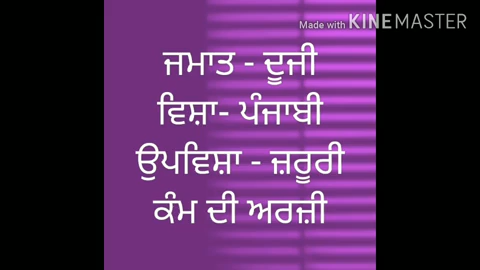 Made with KINEMASTER
ਜਮਾਤ - ਦੂਜੀ
ਵਿਸ਼ਾ- ਪੰਜਾਬੀ
ਉਪਵਿਸ਼ਾ - ਜ਼ਰੂਰੀ
ਕੰਮ ਦੀ ਅਰਜ਼ੀ